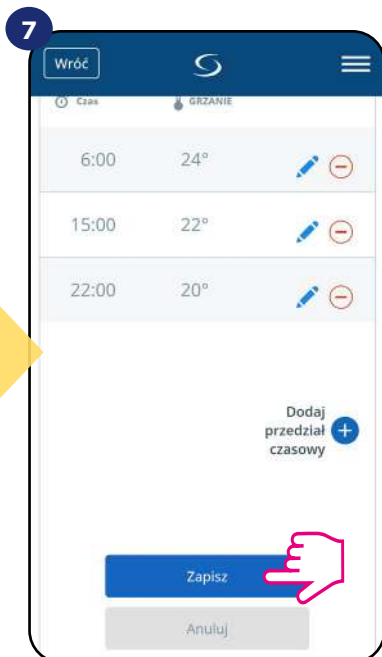 7
Wróć
Czas GRZANIE
6:00 24°
15:00 22°
22:00 20°
Dodaj
przedział
czasowy
Zapisz
Anuluj